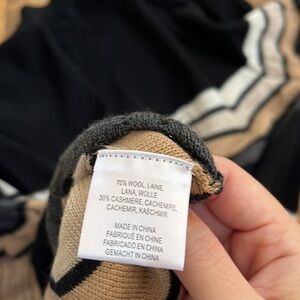 70% WOOL, LAINE,
LANA, WOLLE
30% CASHMERE, CACHEMIRE,
CACHEMIR, KASCHMIR
MADE IN CHINA
FABRIQUÉ EN CHINE
FABRICADO EN CHINA
GEMACHT IN CHINA